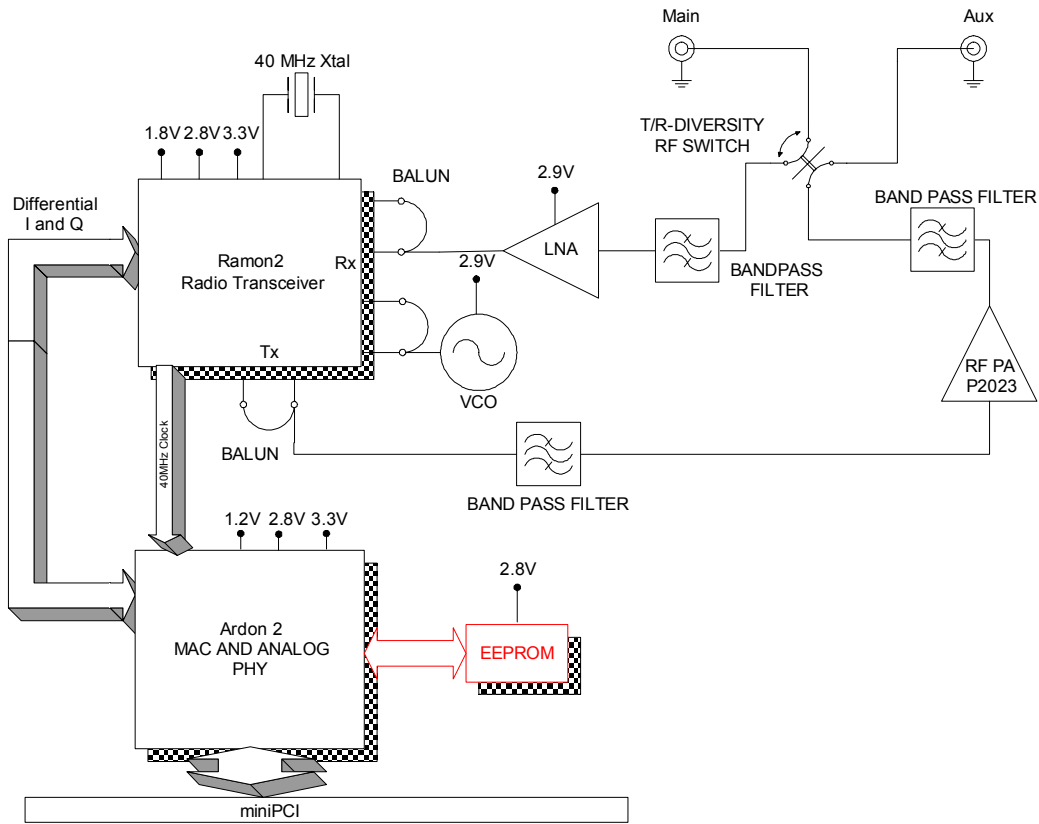 Main
Aux
40 MHz Xtal
T/R-DIVERSITY
RF SWITCH
1.8V
2.8V
3.3V
BALUN
2.9V
BAND PASS FILTER
Differential
I and Q
Rx
LNA
Ramon2
Radio Transceiver
2.9V
BANDPASS
FILTER
Tx
VCO
RF PA
P2023
BALUN
40MHz Clock
BAND PASS FILTER
1.2V
2.8V
3.3V
2.8V
Ardon 2
MAC AND ANALOG
PHY
EEPROM
miniPCI